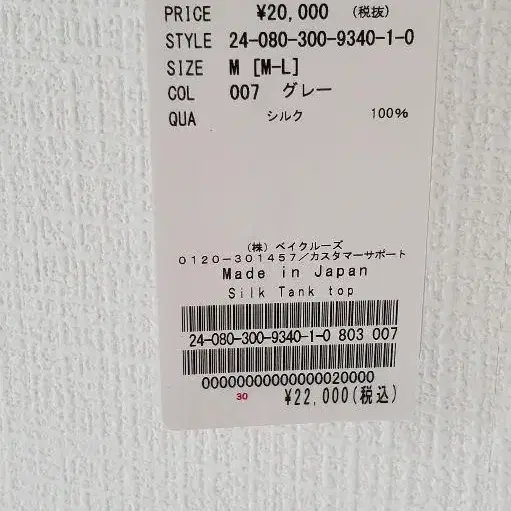 PRICE ¥20,000 (税抜)
STYLE 24-080-300-9340-1-0
SIZE M [M-L]
COL 007 グレー
QUA シルク 100%
(株) ベイクルーズ
0120-301457/カスタマーサポート
Made in Japan
Silk Tank top
24-080-300-9340-1-0 803 007
00000000000000020000
30 ¥22,000(税込)